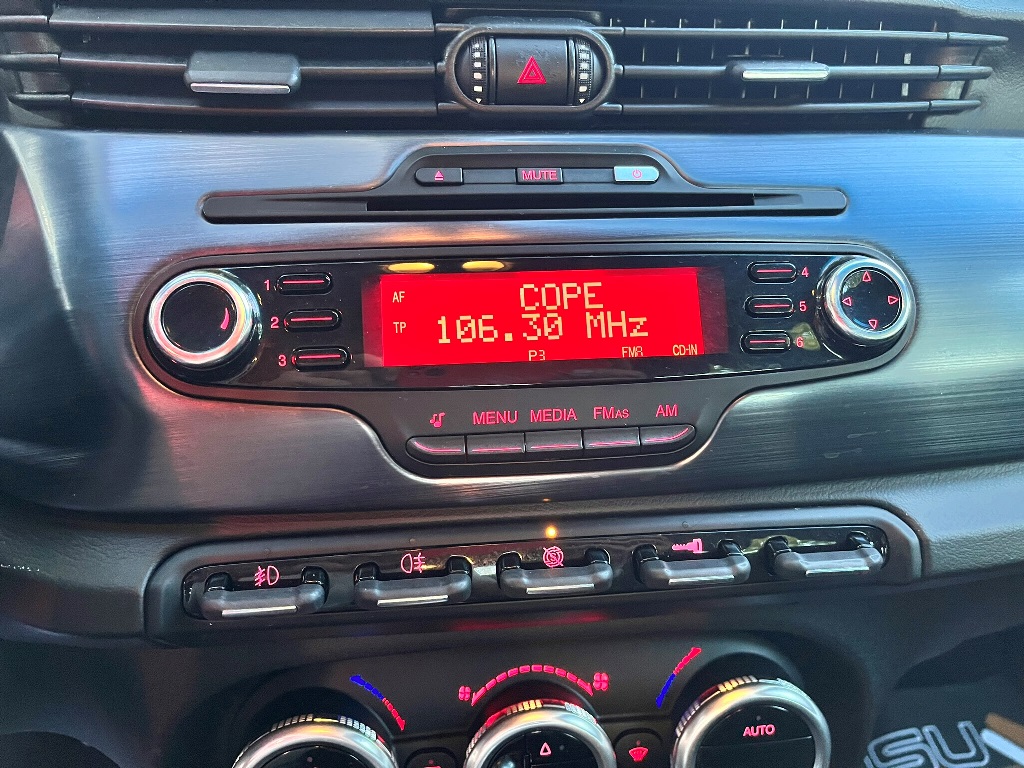 MUTE
1
4
AF
COPE
2
5
TP
106.30 MHz
3
6
P3
CD-IN
MENU
MEDIA
FMAS
AM
AUTO
SU